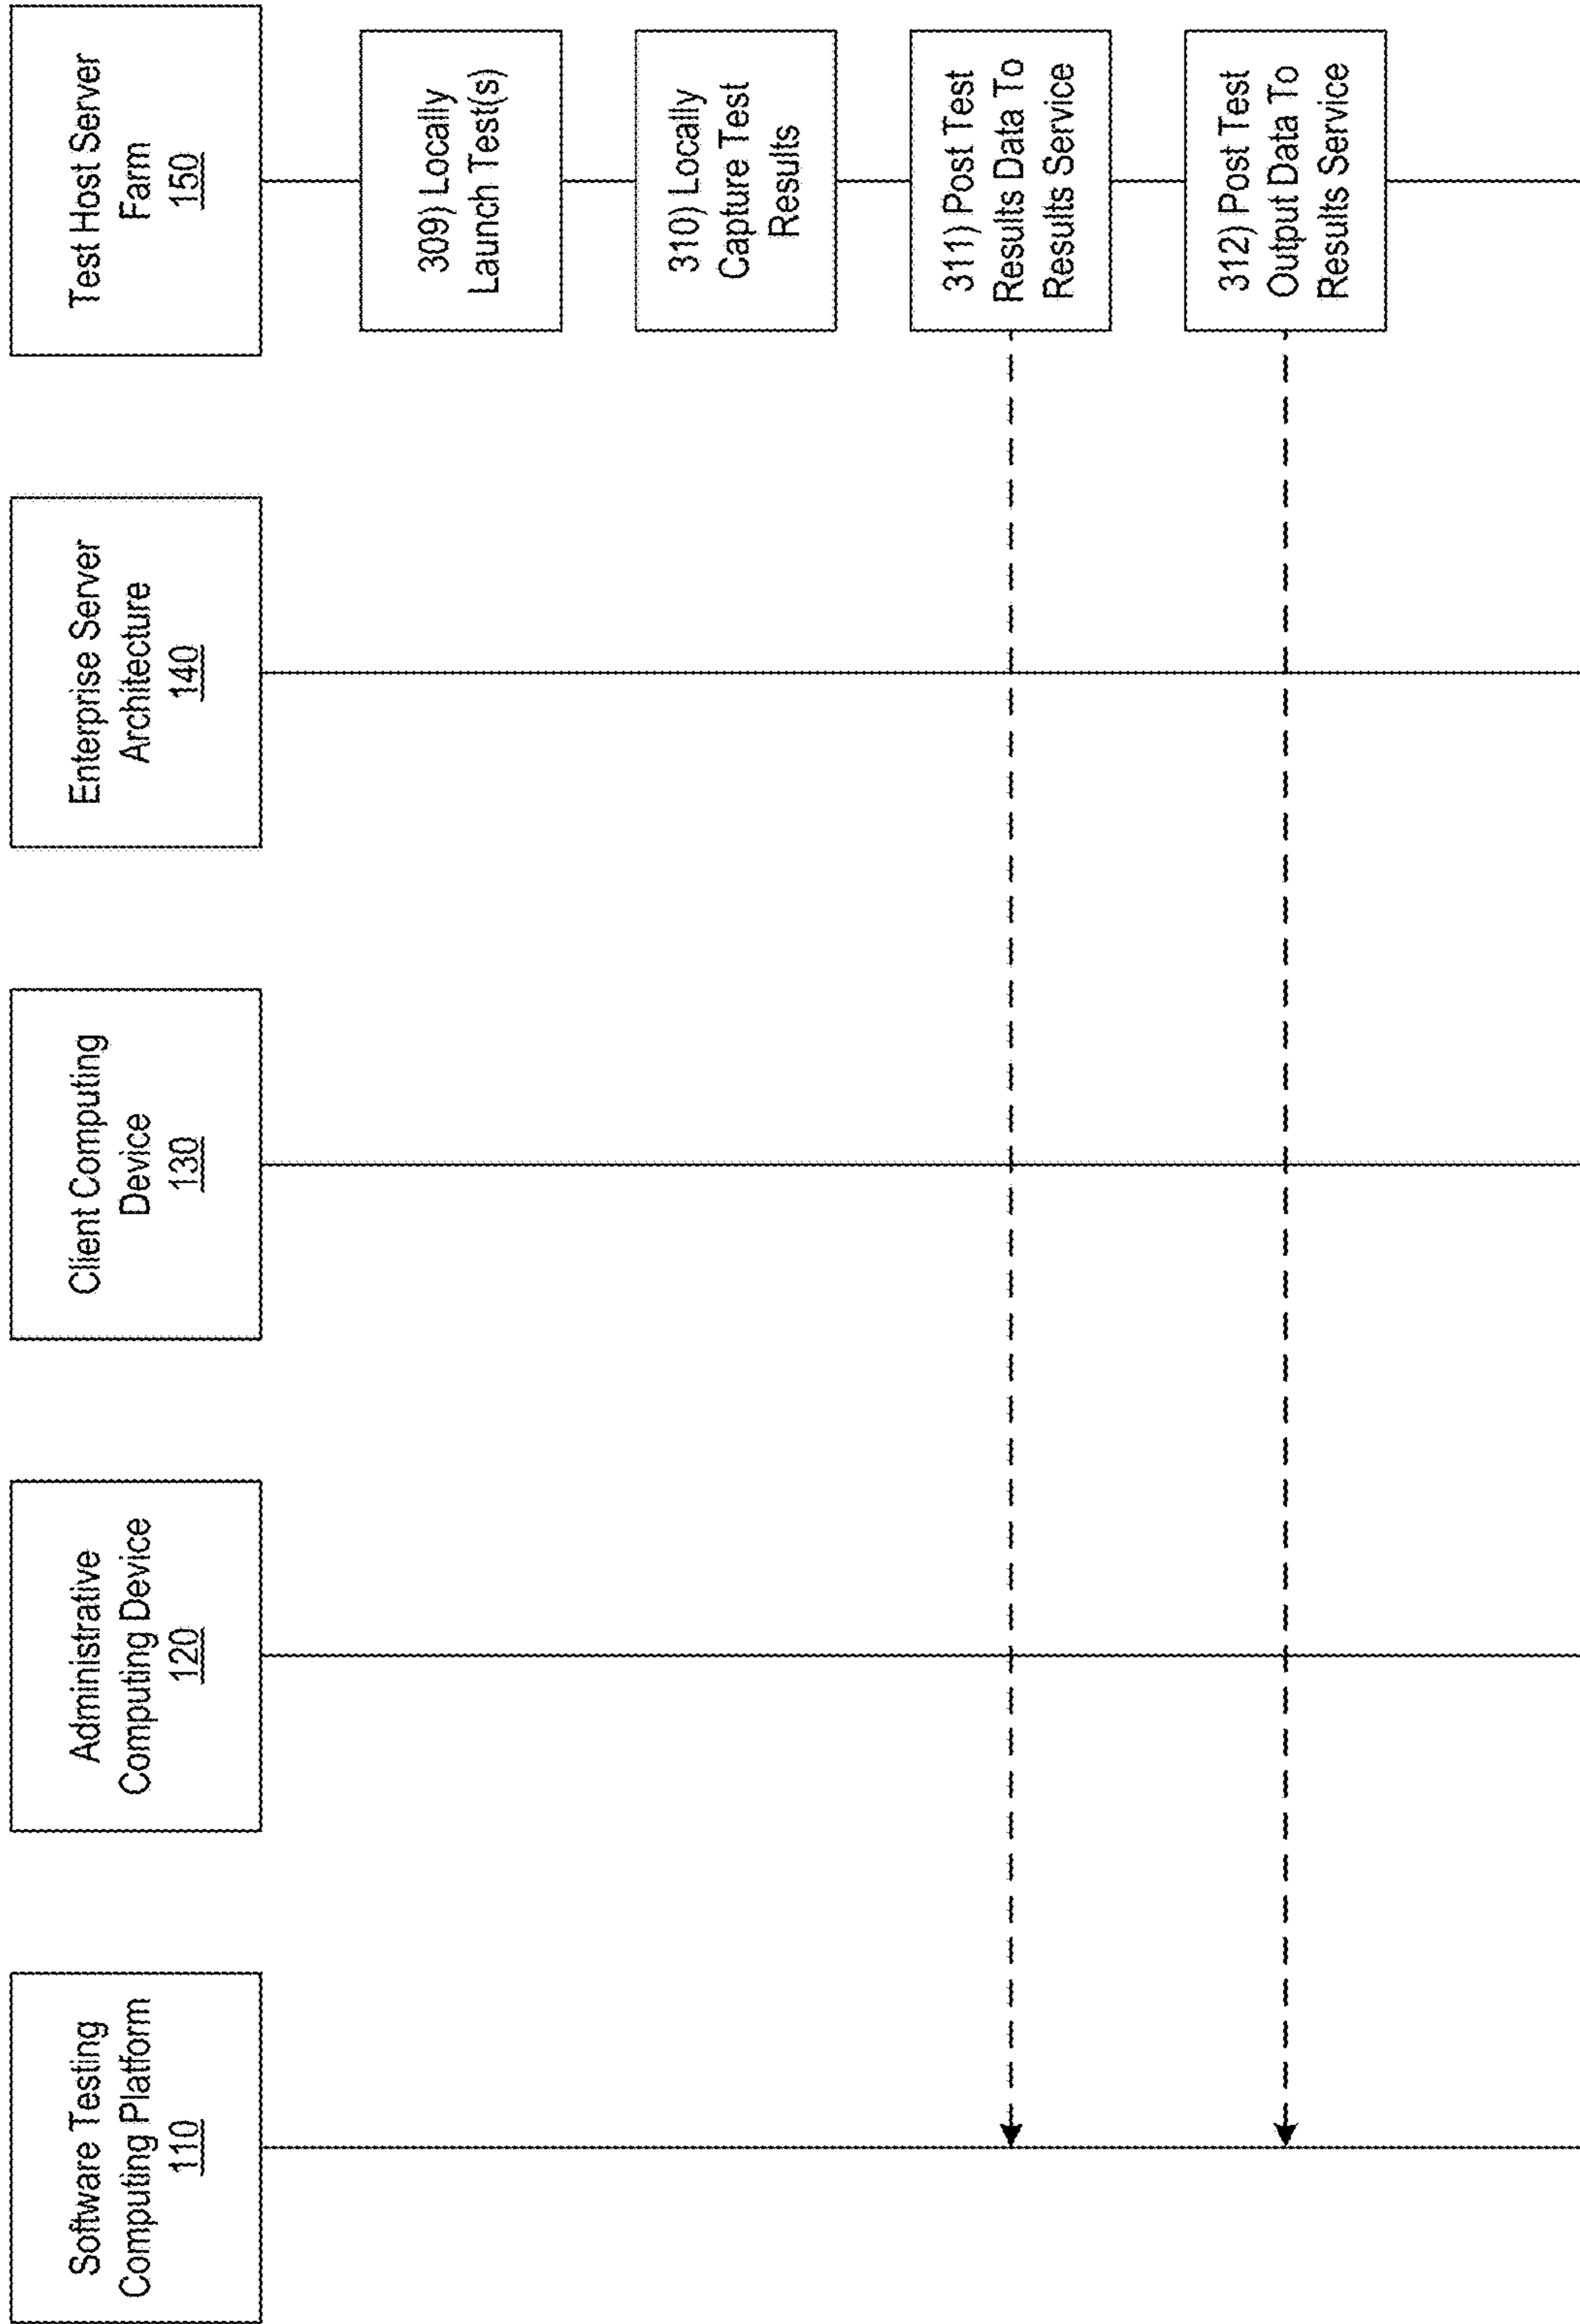 Software Testing
Computing Platform
110
Administrative
Computing Device
120
Client Computing
Device
130
Enterprise Server
Architecture
140
Test Host Server
Farm
150
309) Locally
Launch Test(s)
310) Locally
Capture Test
Results
311) Post Test
Results Data To
Results Service
312) Post Test
Output Data To
Results Service